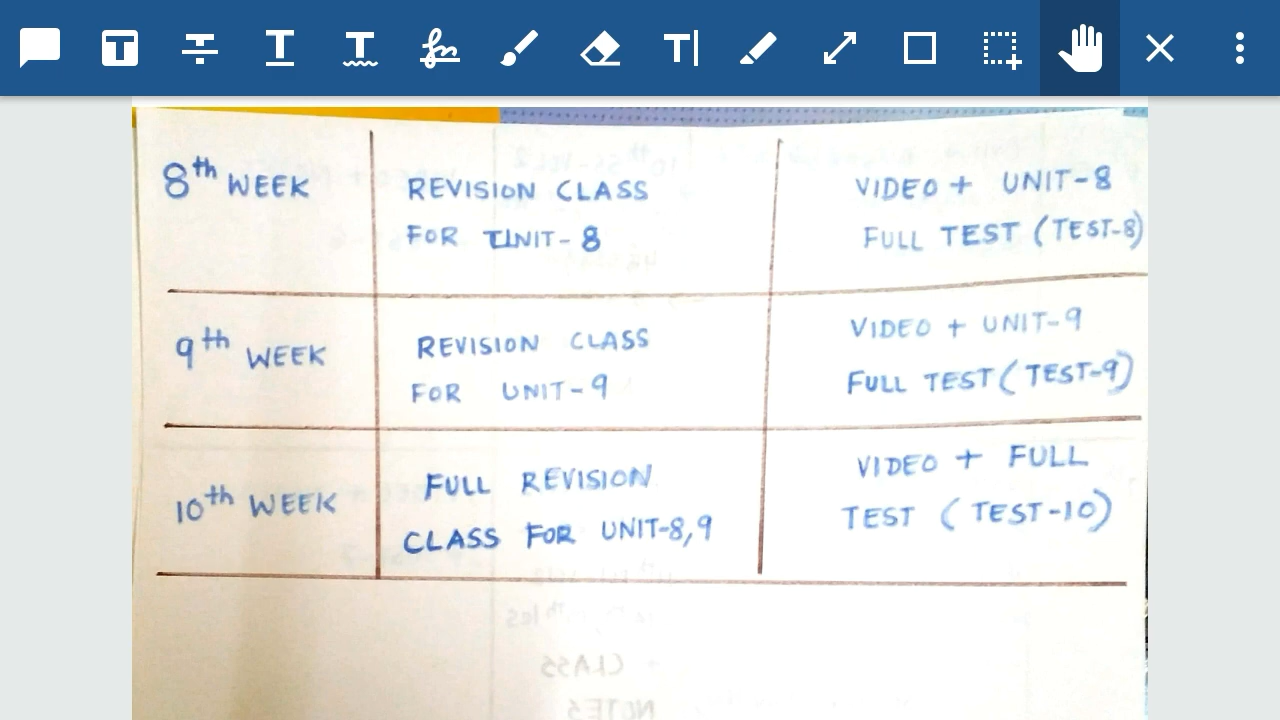 8th WEEK
REVISION CLASS
FOR UNIT-8
VIDEO + UNIT-8
FULL TEST (TEST-8)
9th WEEK
REVISION CLASS
FOR UNIT-9
VIDEO + UNIT-9
FULL TEST (TEST-9)
10th WEEK
FULL REVISION
CLASS FOR UNIT-8,9
VIDEO + FULL
TEST (TEST-10)